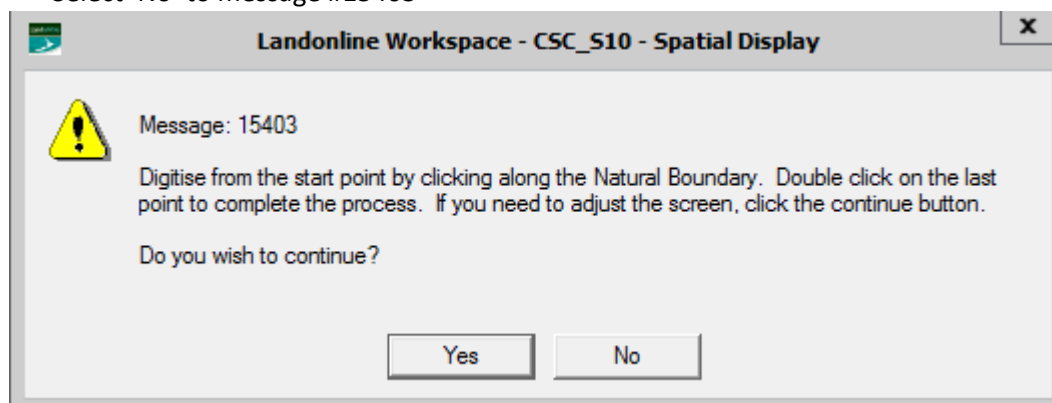 Select 'No' to message #15403
Landonline Workspace - CSC_S10 - Spatial Display
x
Message: 15403
Digitise from the start point by clicking along the Natural Boundary. Double click on the last
point to complete the process. If you need to adjust the screen, click the continue button.
Do you wish to continue?
Yes
No